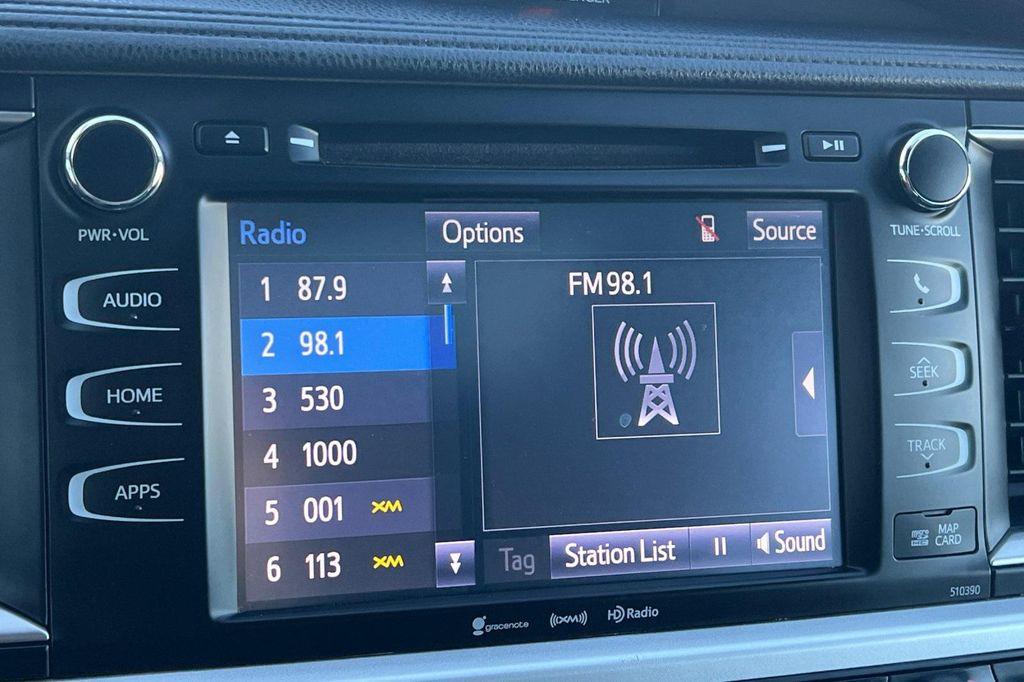 PWR•VOL
AUDIO
HOME
APPS
Radio
Options
Source
1 87.9
2 98.1
3 530
4 1000
5 001 XM
6 113 XM
FM 98.1
Tag
Station List
Sound
TUNE•SCROLL
SEEK
TRACK
MAP
CARD
micro
510390
gracenote
((XM))
HD Radio